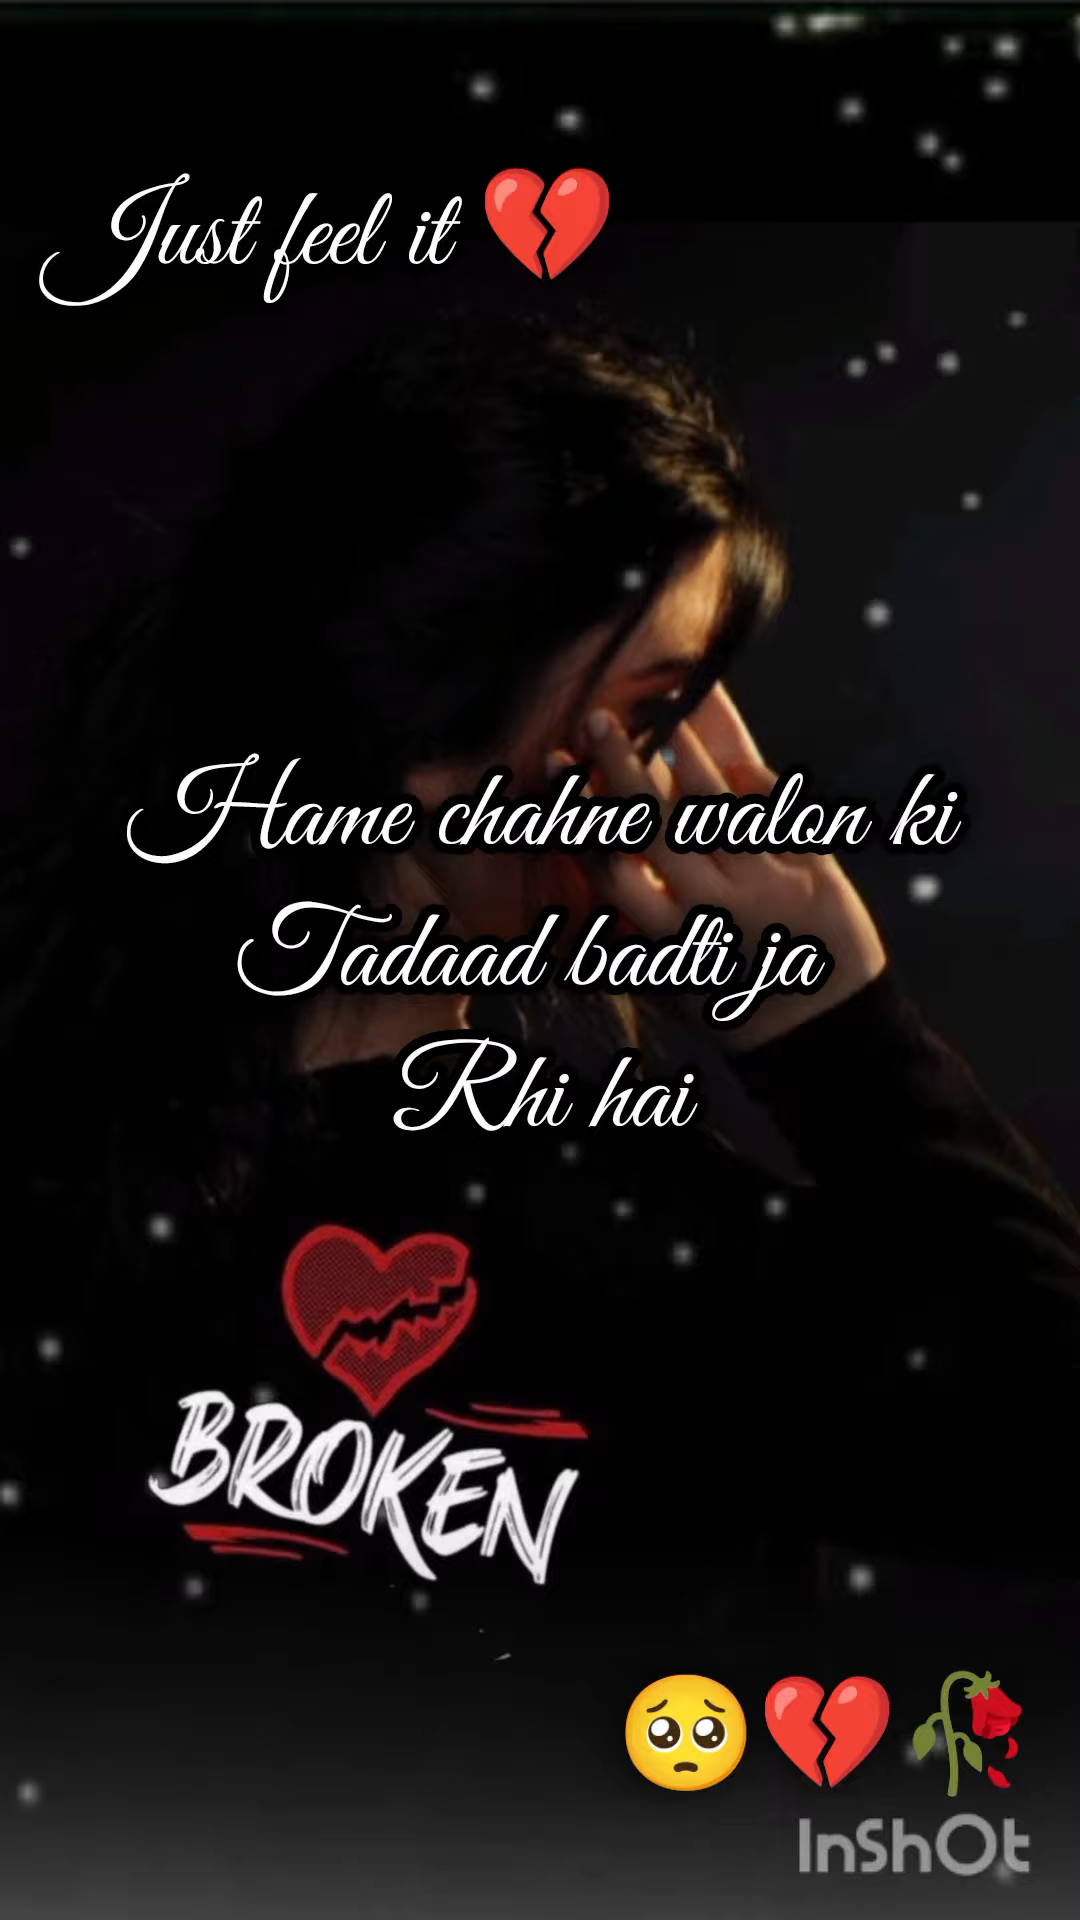 Just feel it 💔
Hame chahne walon ki
Tadaad badti ja
Rhi hai
BROKEN
🥺💔🥀
InShOt